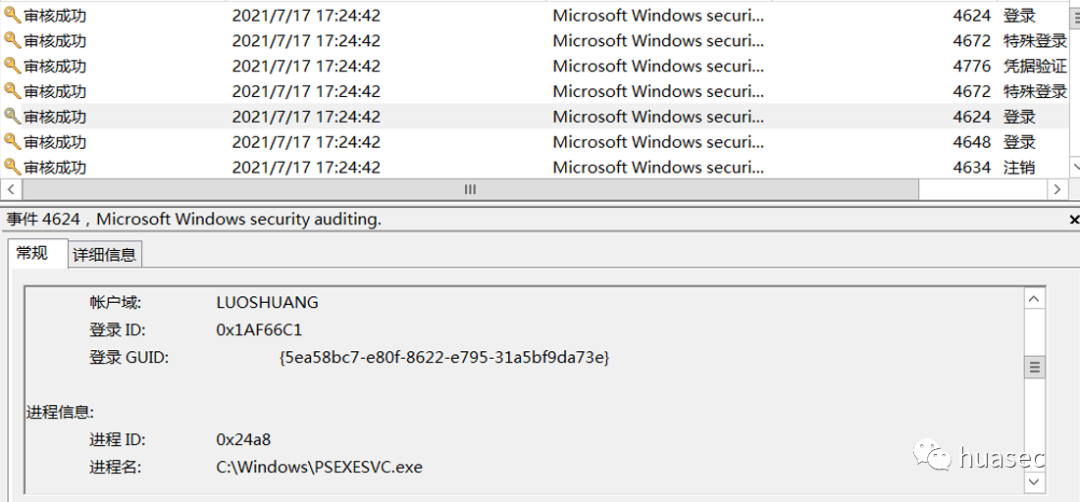 审核成功 2021/7/17 17:24:42 Microsoft Windows securi... 4624 登录
审核成功 2021/7/17 17:24:42 Microsoft Windows securi... 4672 特殊登录
审核成功 2021/7/17 17:24:42 Microsoft Windows securi... 4776 凭据验证
审核成功 2021/7/17 17:24:42 Microsoft Windows securi... 4672 特殊登录
审核成功 2021/7/17 17:24:42 Microsoft Windows securi... 4624 登录
审核成功 2021/7/17 17:24:42 Microsoft Windows securi... 4648 登录
审核成功 2021/7/17 17:24:42 Microsoft Windows securi... 4634 注销
事件 4624，Microsoft Windows security auditing.
常规 详细信息
帐户域: LUOSHUANG
登录 ID: 0x1AF66C1
登录 GUID: {5ea58bc7-e80f-8622-e795-31a5bf9da73e}
进程信息:
进程 ID: 0x24a8
进程名: C:\Windows\PSEXESVC.exe
huasec